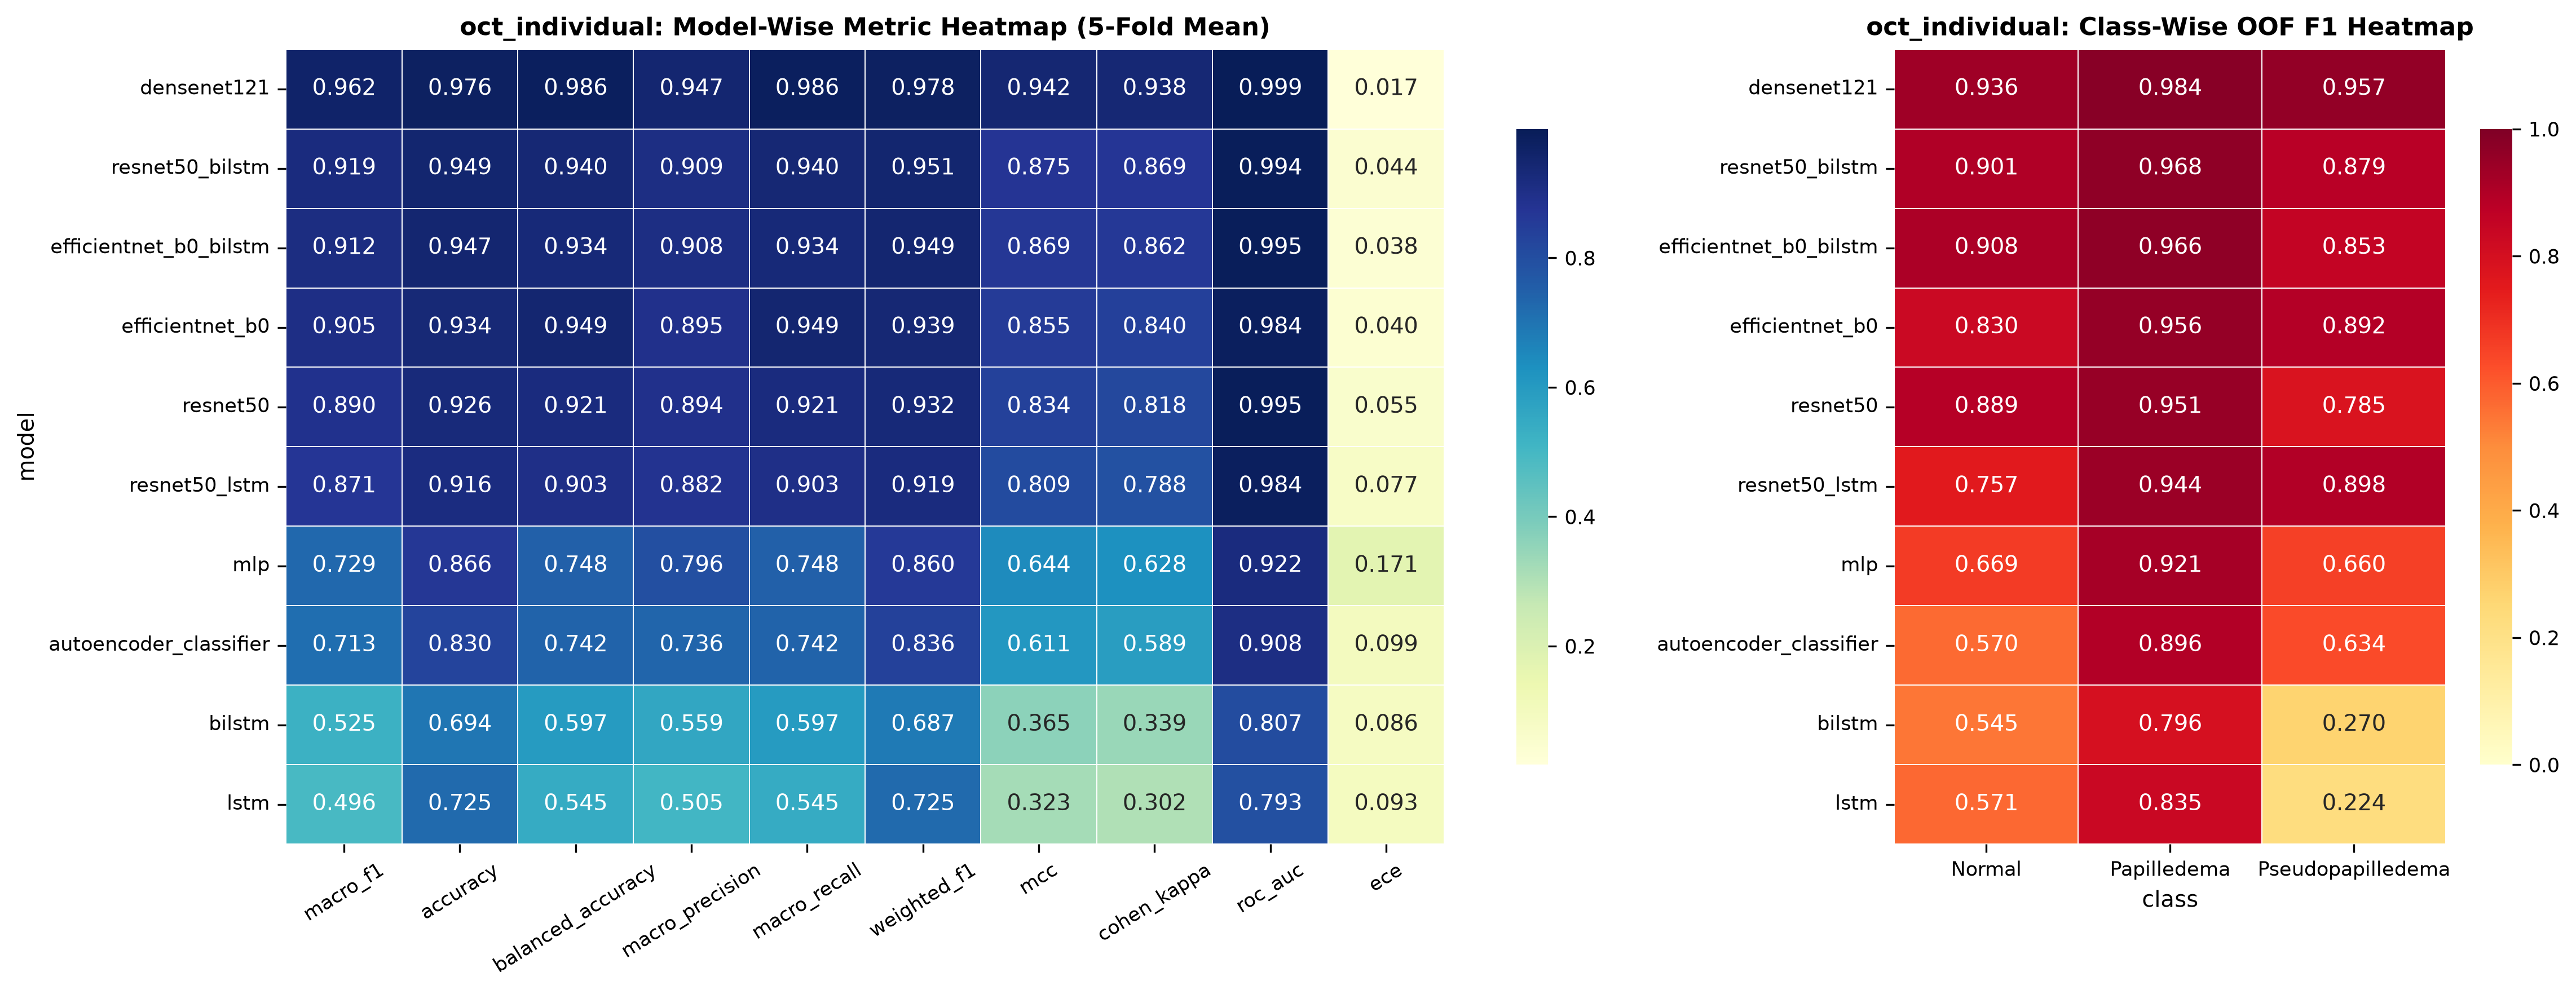 oct_individual: Model-Wise Metric Heatmap (5-Fold Mean)
model
densenet121 0.962 0.976 0.986 0.947 0.986 0.978 0.942 0.938 0.999 0.017
resnet50_bilstm 0.919 0.949 0.940 0.909 0.940 0.951 0.875 0.869 0.994 0.044
efficientnet_b0_bilstm 0.912 0.947 0.934 0.908 0.934 0.949 0.869 0.862 0.995 0.038
efficientnet_b0 0.905 0.934 0.949 0.895 0.949 0.939 0.855 0.840 0.984 0.040
resnet50 0.890 0.926 0.921 0.894 0.921 0.932 0.834 0.818 0.995 0.055
resnet50_lstm 0.871 0.916 0.903 0.882 0.903 0.919 0.809 0.788 0.984 0.077
mlp 0.729 0.866 0.748 0.796 0.748 0.860 0.644 0.628 0.922 0.171
autoencoder_classifier 0.713 0.830 0.742 0.736 0.742 0.836 0.611 0.589 0.908 0.099
bilstm 0.525 0.694 0.597 0.559 0.597 0.687 0.365 0.339 0.807 0.086
lstm 0.496 0.725 0.545 0.505 0.545 0.725 0.323 0.302 0.793 0.093
macro_f1 accuracy balanced_accuracy macro_precision macro_recall weighted_f1 mcc cohen_kappa roc_auc ece
0.8
0.6
0.4
0.2
oct_individual: Class-Wise OOF F1 Heatmap
densenet121 0.936 0.984 0.957
resnet50_bilstm 0.901 0.968 0.879
efficientnet_b0_bilstm 0.908 0.966 0.853
efficientnet_b0 0.830 0.956 0.892
resnet50 0.889 0.951 0.785
resnet50_lstm 0.757 0.944 0.898
mlp 0.669 0.921 0.660
autoencoder_classifier 0.570 0.896 0.634
bilstm 0.545 0.796 0.270
lstm 0.571 0.835 0.224
Normal Papilledema Pseudopapilledema
class
1.0
0.8
0.6
0.4
0.2
0.0